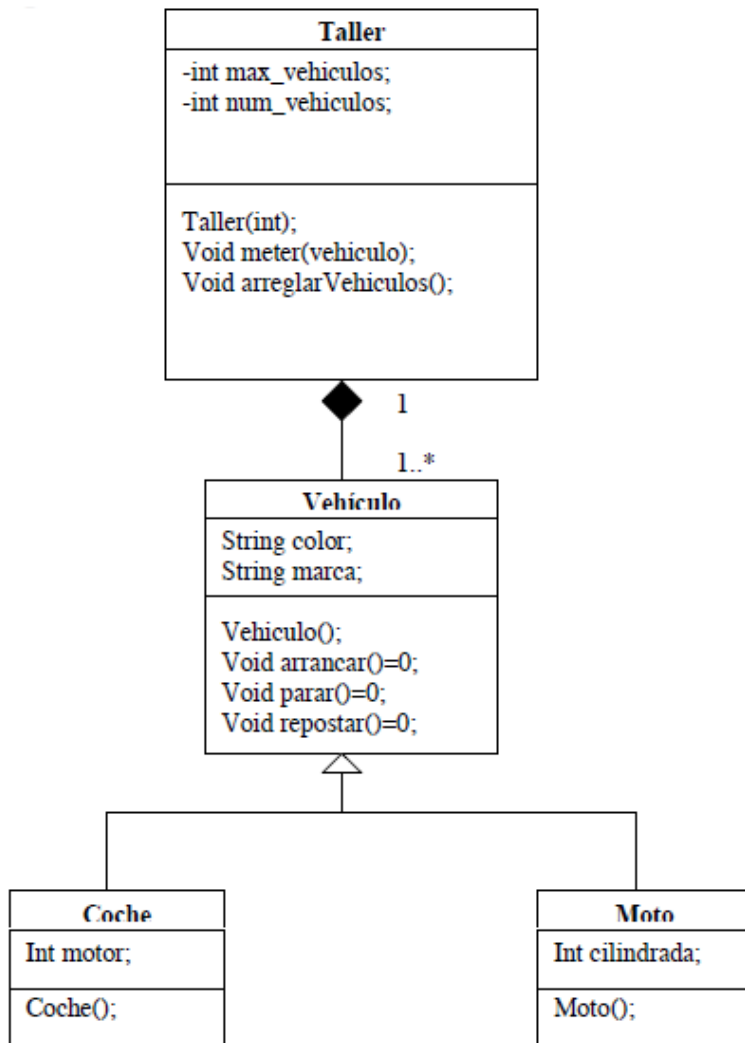 Taller
-int max_vehiculos;
-int num_vehiculos;
Taller(int);
Void meter(vehiculo);
Void arreglarVehiculos();
1
1..*
Vehículo
String color;
String marca;
Vehiculo();
Void arrancar()=0;
Void parar()=0;
Void repostar()=0;
Coche
Int motor;
Coche();
Moto
Int cilindrada;
Moto();